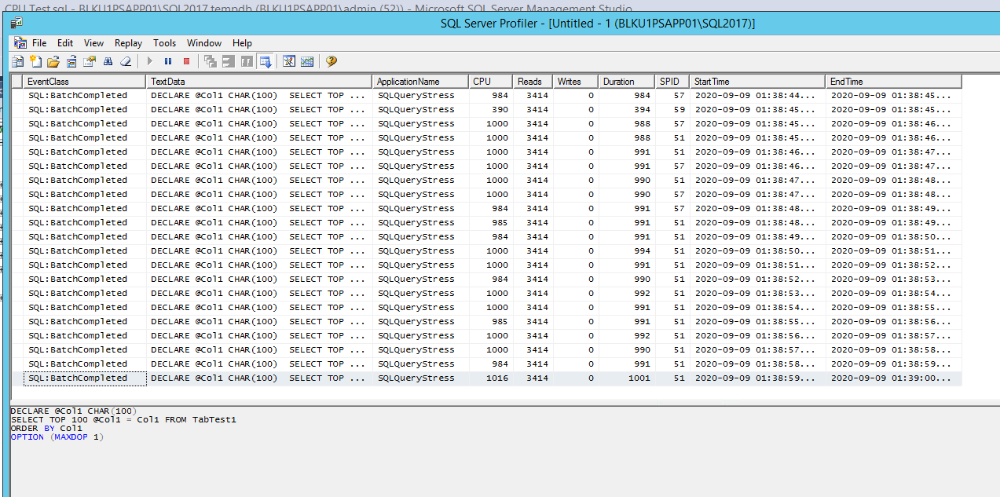 CPU Test.sql - BLKU1PSAPP01\SQL2017.tempdb (BLKU1PSAPP01\admin (52)) - Microsoft SQL Server Management Studio
SQL Server Profiler - [Untitled - 1 (BLKU1PSAPP01\SQL2017)]
File Edit View Replay Tools Window Help
EventClass TextData ApplicationName CPU Reads Writes Duration SPID StartTime EndTime
SQL:BatchCompleted DECLARE @Col1 CHAR(100) SELECT TOP ... SQLQueryStress 984 3414 0 984 57 2020-09-09 01:38:44... 2020-09-09 01:38:45...
SQL:BatchCompleted DECLARE @Col1 CHAR(100) SELECT TOP ... SQLQueryStress 390 3414 0 394 59 2020-09-09 01:38:45... 2020-09-09 01:38:45...
SQL:BatchCompleted DECLARE @Col1 CHAR(100) SELECT TOP ... SQLQueryStress 1000 3414 0 988 57 2020-09-09 01:38:45... 2020-09-09 01:38:46...
SQL:BatchCompleted DECLARE @Col1 CHAR(100) SELECT TOP ... SQLQueryStress 1000 3414 0 988 51 2020-09-09 01:38:45... 2020-09-09 01:38:46...
SQL:BatchCompleted DECLARE @Col1 CHAR(100) SELECT TOP ... SQLQueryStress 1000 3414 0 991 51 2020-09-09 01:38:46... 2020-09-09 01:38:47...
SQL:BatchCompleted DECLARE @Col1 CHAR(100) SELECT TOP ... SQLQueryStress 1000 3414 0 991 57 2020-09-09 01:38:46... 2020-09-09 01:38:47...
SQL:BatchCompleted DECLARE @Col1 CHAR(100) SELECT TOP ... SQLQueryStress 1000 3414 0 990 51 2020-09-09 01:38:47... 2020-09-09 01:38:48...
SQL:BatchCompleted DECLARE @Col1 CHAR(100) SELECT TOP ... SQLQueryStress 1000 3414 0 990 57 2020-09-09 01:38:47... 2020-09-09 01:38:48...
SQL:BatchCompleted DECLARE @Col1 CHAR(100) SELECT TOP ... SQLQueryStress 984 3414 0 991 57 2020-09-09 01:38:48... 2020-09-09 01:38:49...
SQL:BatchCompleted DECLARE @Col1 CHAR(100) SELECT TOP ... SQLQueryStress 985 3414 0 991 51 2020-09-09 01:38:48... 2020-09-09 01:38:49...
SQL:BatchCompleted DECLARE @Col1 CHAR(100) SELECT TOP ... SQLQueryStress 984 3414 0 991 51 2020-09-09 01:38:49... 2020-09-09 01:38:50...
SQL:BatchCompleted DECLARE @Col1 CHAR(100) SELECT TOP ... SQLQueryStress 1000 3414 0 994 51 2020-09-09 01:38:50... 2020-09-09 01:38:51...
SQL:BatchCompleted DECLARE @Col1 CHAR(100) SELECT TOP ... SQLQueryStress 1000 3414 0 991 51 2020-09-09 01:38:51... 2020-09-09 01:38:52...
SQL:BatchCompleted DECLARE @Col1 CHAR(100) SELECT TOP ... SQLQueryStress 984 3414 0 990 51 2020-09-09 01:38:52... 2020-09-09 01:38:53...
SQL:BatchCompleted DECLARE @Col1 CHAR(100) SELECT TOP ... SQLQueryStress 1000 3414 0 992 51 2020-09-09 01:38:53... 2020-09-09 01:38:54...
SQL:BatchCompleted DECLARE @Col1 CHAR(100) SELECT TOP ... SQLQueryStress 1000 3414 0 991 51 2020-09-09 01:38:54... 2020-09-09 01:38:55...
SQL:BatchCompleted DECLARE @Col1 CHAR(100) SELECT TOP ... SQLQueryStress 985 3414 0 991 51 2020-09-09 01:38:55... 2020-09-09 01:38:56...
SQL:BatchCompleted DECLARE @Col1 CHAR(100) SELECT TOP ... SQLQueryStress 1000 3414 0 992 51 2020-09-09 01:38:56... 2020-09-09 01:38:57...
SQL:BatchCompleted DECLARE @Col1 CHAR(100) SELECT TOP ... SQLQueryStress 1000 3414 0 990 51 2020-09-09 01:38:57... 2020-09-09 01:38:58...
SQL:BatchCompleted DECLARE @Col1 CHAR(100) SELECT TOP ... SQLQueryStress 984 3414 0 991 51 2020-09-09 01:38:58... 2020-09-09 01:38:59...
SQL:BatchCompleted DECLARE @Col1 CHAR(100) SELECT TOP ... SQLQueryStress 1016 3414 0 1001 51 2020-09-09 01:38:59... 2020-09-09 01:39:00...
DECLARE @Col1 CHAR(100)
SELECT TOP 100 @Col1 = Col1 FROM TabTest1
ORDER BY Col1
OPTION (MAXDOP 1)